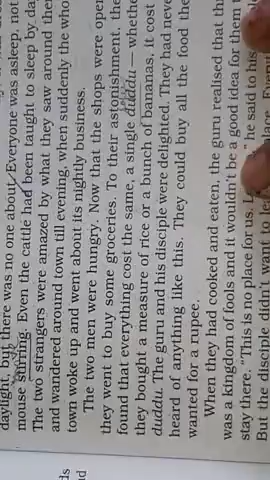 daylight, but there was no one about. Everyone was asleep, not
mouse stirring. Even the cattle had been taught to sleep by da
The two strangers were amazed by what they saw around the
and wandered around town till evening, when suddenly the who
town woke up and went about its nightly business.
The two men were hungry. Now that the shops were open
they went to buy some groceries. To their astonishment, the
found that everything cost the same, a single duddu — whethe
they bought a measure of rice or a bunch of bananas, it cost
duddu. The guru and his disciple were delighted. They had neve
heard of anything like this. They could buy all the food the
wanted for a rupee.
When they had cooked and eaten, the guru realised that th
was a kingdom of fools and it wouldn't be a good idea for them
stay there. "This is no place for us. he said to his
But the disciple didn't want to
ds
nd